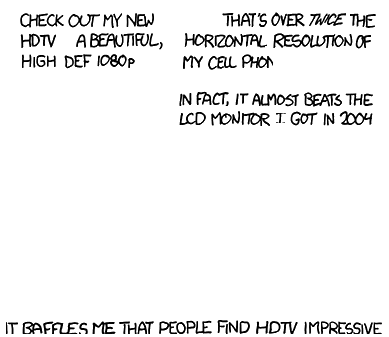 CHECK OUT MY NEW
HDTV A BEAUTIFUL,
HIGH DEF 1080p
THAT'S OVER TWICE THE
HORIZONTAL RESOLUTION OF
MY CELL
IN FACT, IT ALMOST BEATS THE
LCD MONITOR I GOT IN 2004
IT BAFFLES ME THAT PEOPLE FIND HDTV IMPRESSIVE